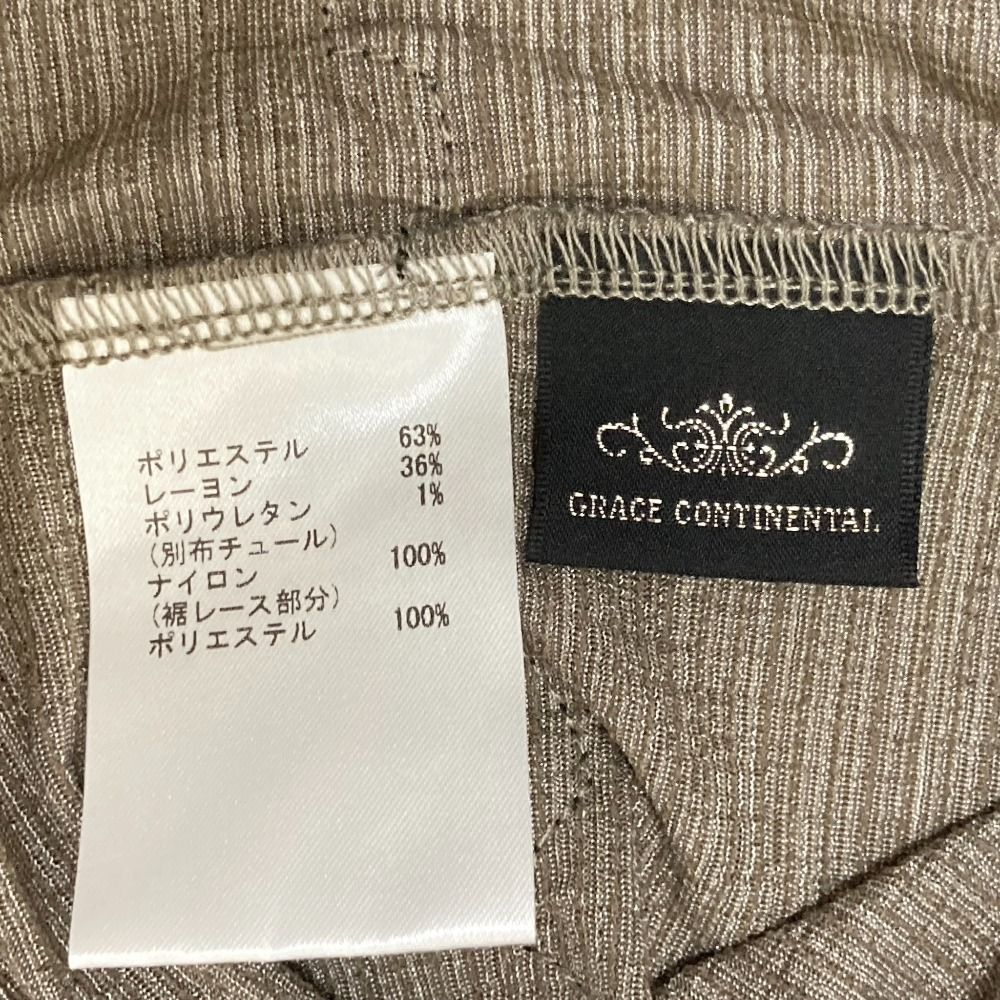 ポリエステル 63%
レーヨン 36%
ポリウレタン 1%
(別布チュール)
ナイロン 100%
(裾レース部分)
ポリエステル 100%
GRACE CONTINENTAL